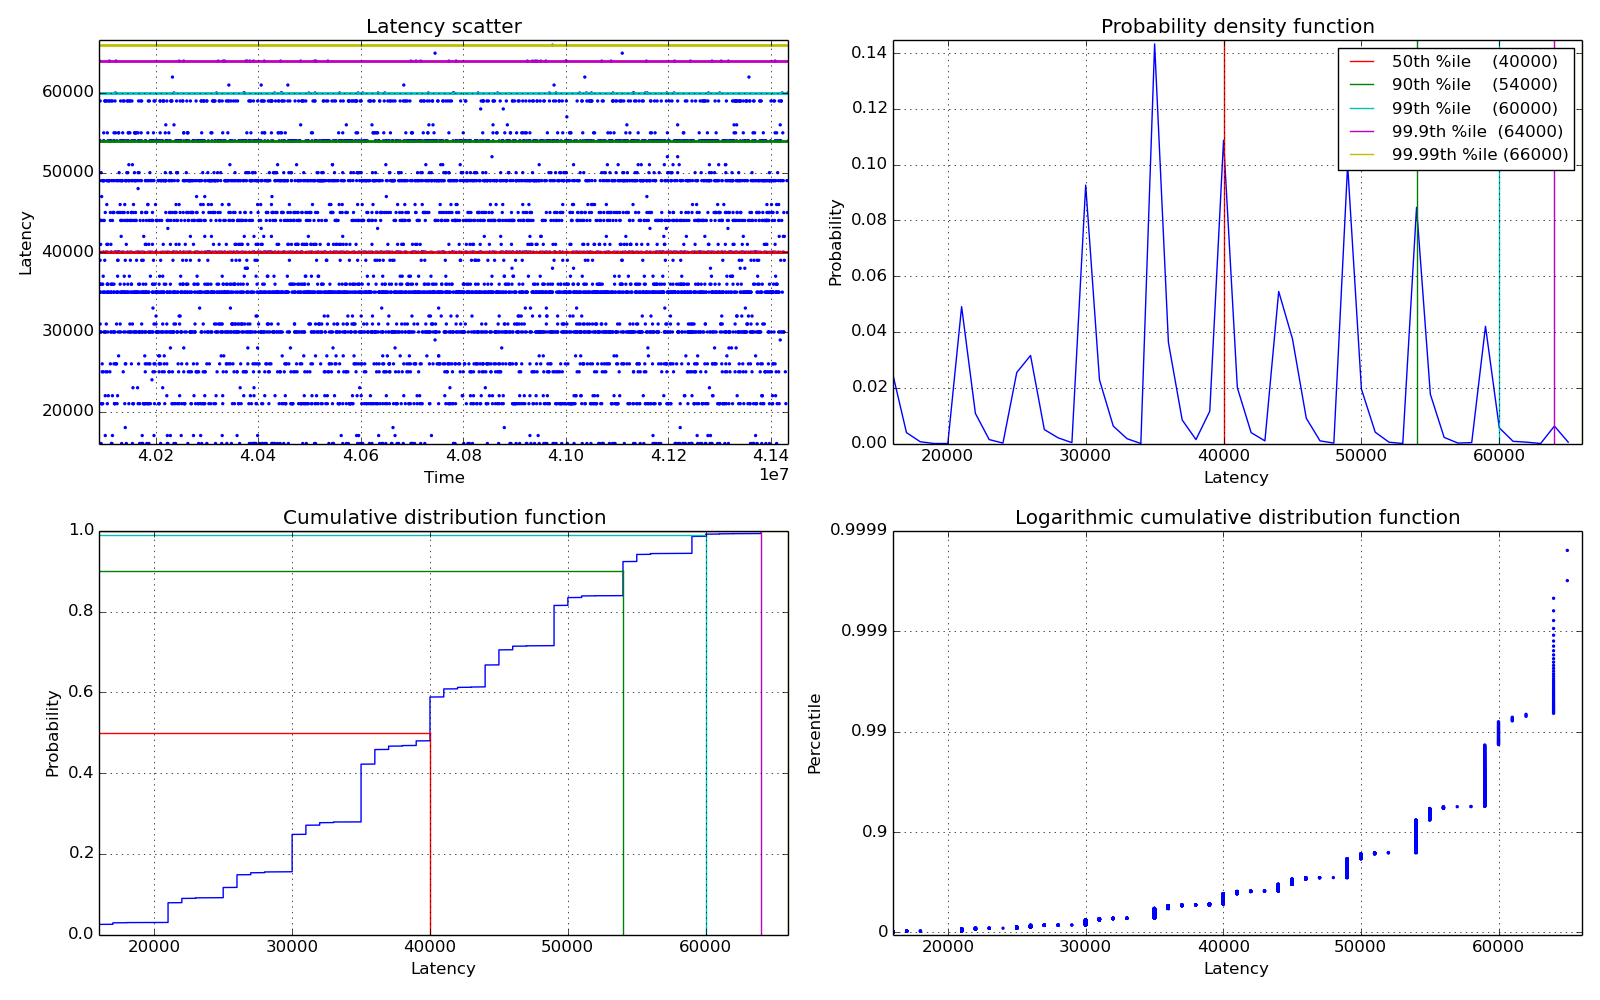 Latency scatter
60000
50000
40000
30000
20000
Latency
4.02 4.04 4.06 4.08 4.10 4.12 4.14
1e7
Time
Probability density function
0.14
0.12
0.10
0.08
0.06
0.04
0.02
0.00
Probability
50th %ile (40000)
90th %ile (54000)
99th %ile (60000)
99.9th %ile (64000)
99.99th %ile (66000)
20000 30000 40000 50000 60000
Latency
Cumulative distribution function
1.0
0.8
0.6
0.4
0.2
0.0
Probability
20000 30000 40000 50000 60000
Latency
Logarithmic cumulative distribution function
0.9999
0.999
0.99
0.9
0
Percentile
20000 30000 40000 50000 60000
Latency